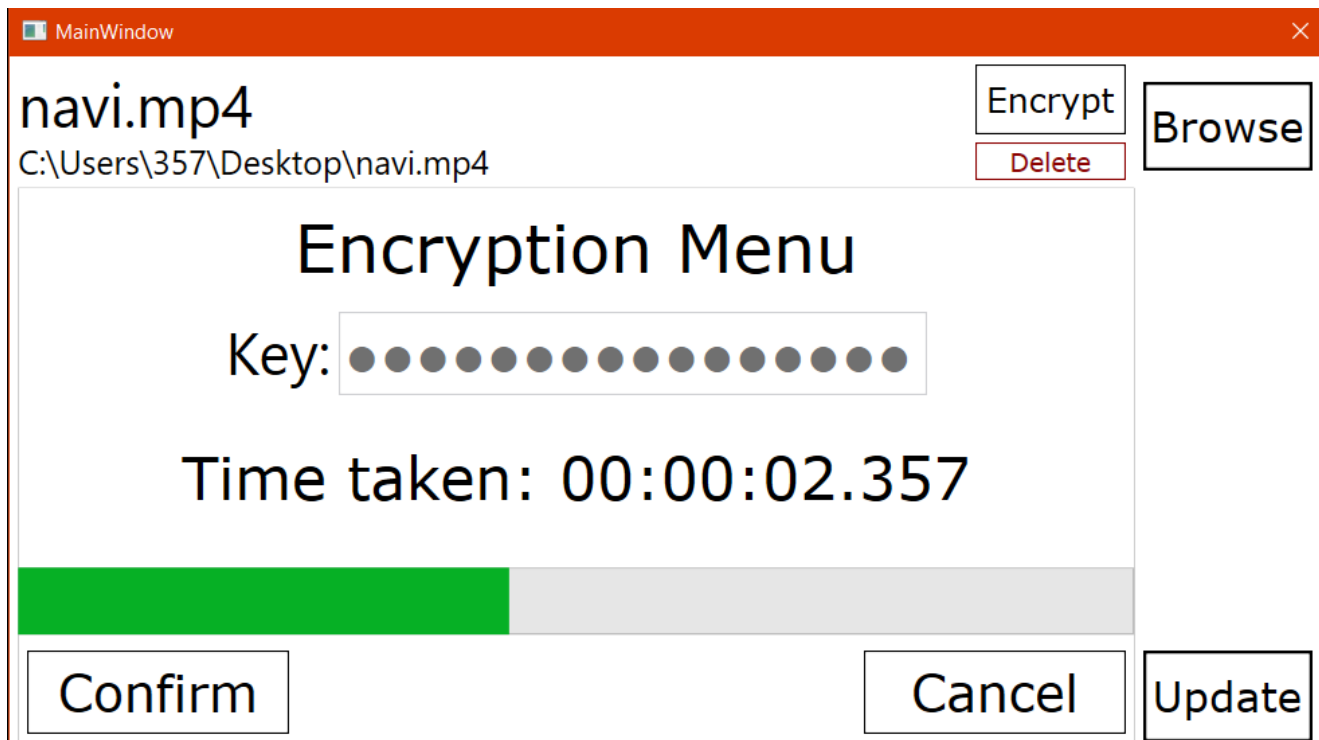 MainWindow
navi.mp4
Encrypt
Browse
C:\Users\357\Desktop\navi.mp4
Delete
Encryption Menu
Key: ●●●●●●●●●●●●●●●●
Time taken: 00:00:02.357
Confirm
Cancel
Update